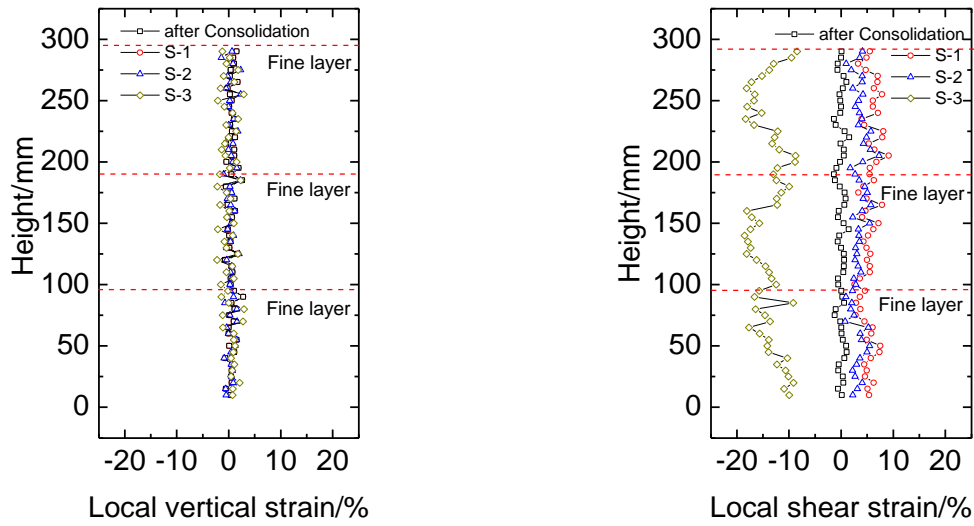 after Consolidation
S-1
S-2
S-3
Fine layer
Fine layer
Fine layer
300
250
200
150
100
50
0
Height/mm
-20 -10 0 10 20
Local vertical strain/%
after Consolidation
S-1
S-2
S-3
Fine layer
Fine layer
Fine layer
300
250
200
150
100
50
0
Height/mm
-20 -10 0 10 20
Local shear strain/%